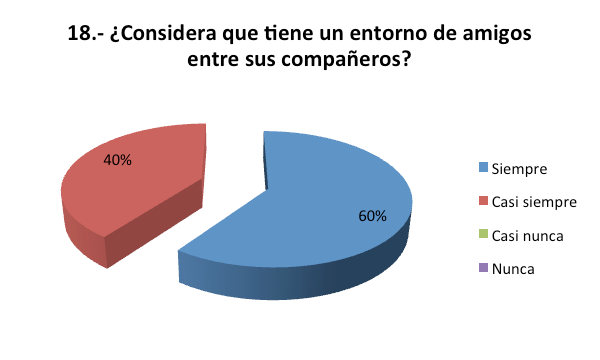 18.- ¿Considera que tiene un entorno de amigos
entre sus compañeros?
40%
60%
Siempre
Casi siempre
Casi nunca
Nunca